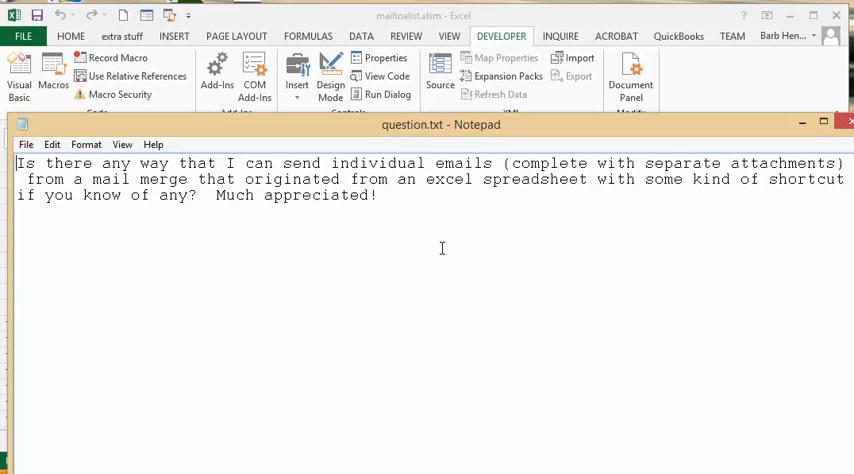 mailtoalist.xlsm - Excel
FILE HOME extra stuff INSERT PAGE LAYOUT FORMULAS DATA REVIEW VIEW DEVELOPER INQUIRE ACROBAT QuickBooks TEAM Barb Hen...
Visual Basic
Macros
Record Macro
Use Relative References
Macro Security
Add-Ins
COM Add-Ins
Insert
Design Mode
Properties
View Code
Run Dialog
Source
Map Properties
Expansion Packs
Refresh Data
Import
Export
Document Panel
question.txt - Notepad
File Edit Format View Help
Is there any way that I can send individual emails (complete with separate attachments)
from a mail merge that originated from an excel spreadsheet with some kind of shortcut
if you know of any?  Much appreciated!